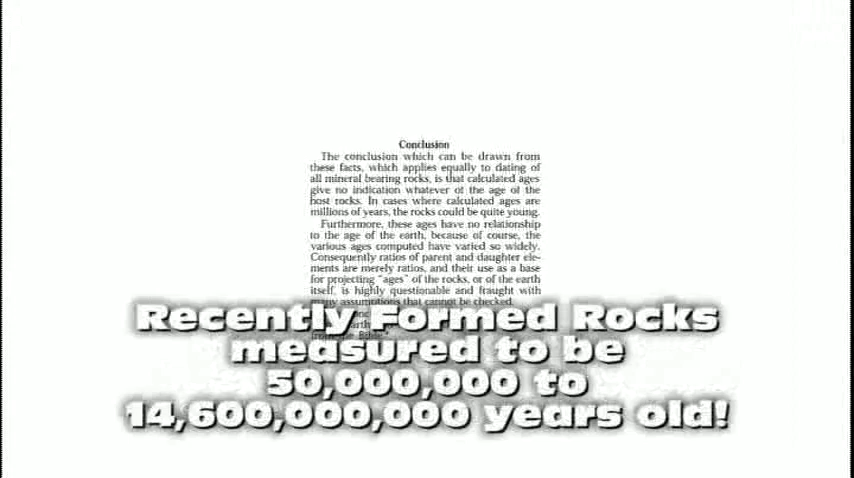 Conclusion
The conclusion which can be drawn from
these facts, which applies equally to dating of
all mineral bearing rocks, is that calculated ages
give no indication whatever of the age of the
host rocks. In cases where calculated ages are
millions of years, the rocks could be quite young.
Furthermore, these ages have no relationship
to the age of the earth, because of course, the
various ages computed have varied so widely.
Consequently ratios of parent and daughter ele-
ments are merely ratios, and their use as a base
for projecting "ages" of the rocks, or of the earth
itself, is highly questionable and fraught with
many assumptions that cannot be checked.
Recently Formed Rocks
measured to be
50,000,000 to
14,600,000,000 years old!